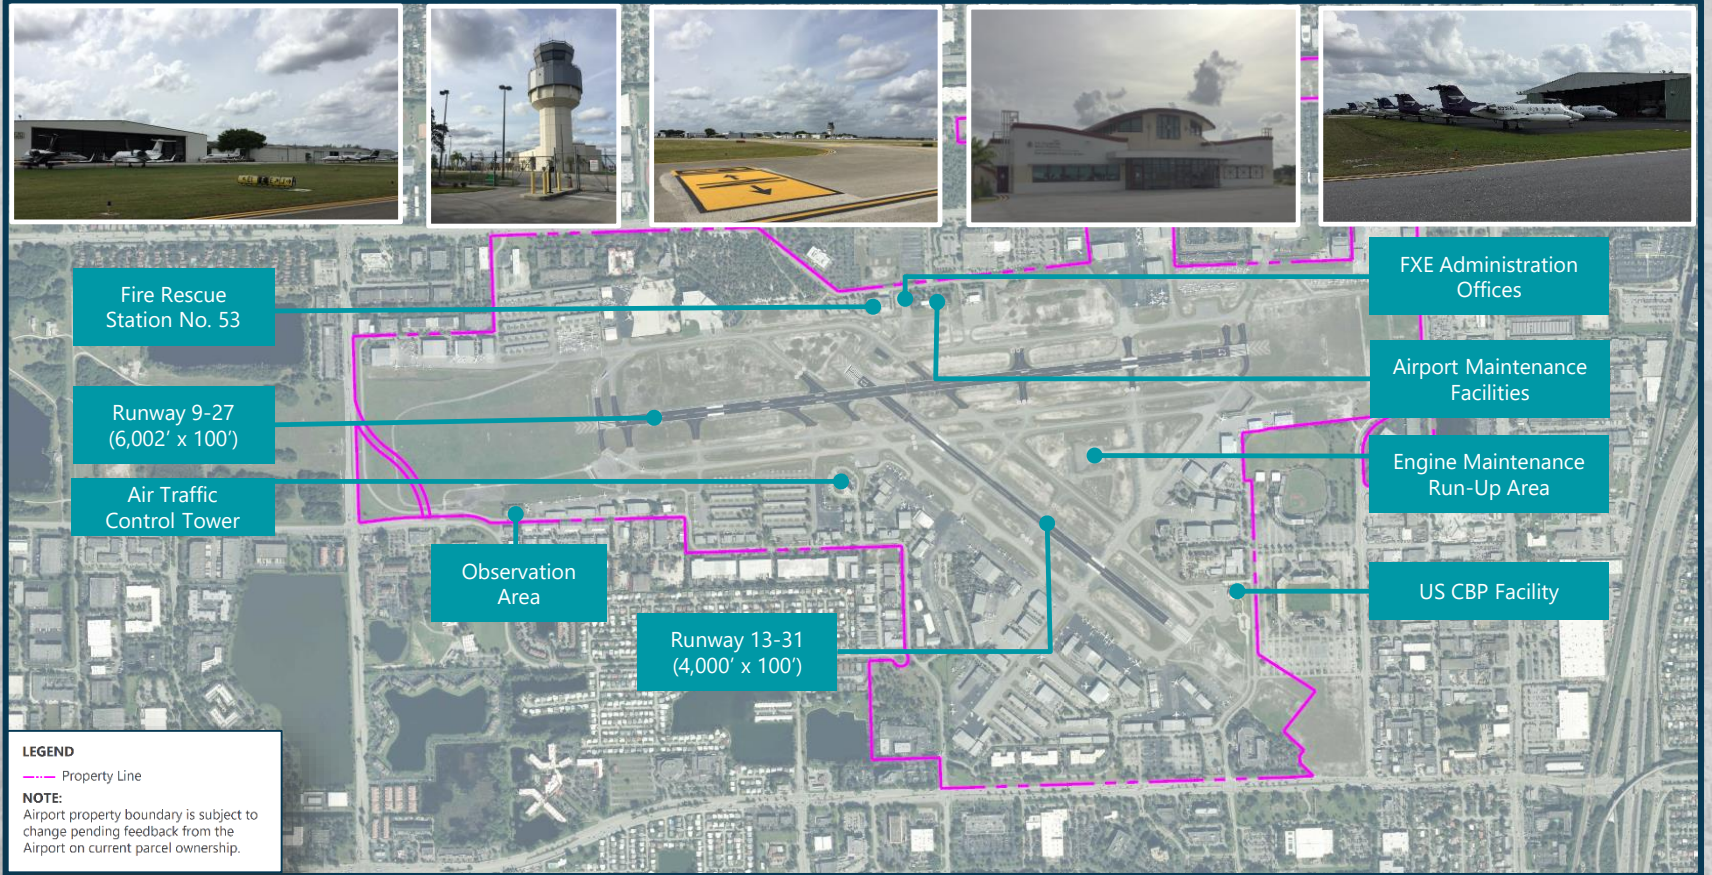 Fire Rescue
Station No. 53
Runway 9-27
(6,002’ x 100’)
Air Traffic
Control Tower
Observation
Area
Runway 13-31
(4,000’ x 100’)
FXE Administration
Offices
Airport Maintenance
Facilities
Engine Maintenance
Run-Up Area
US CBP Facility
LEGEND
Property Line
NOTE:
Airport property boundary is subject to
change pending feedback from the
Airport on current parcel ownership.